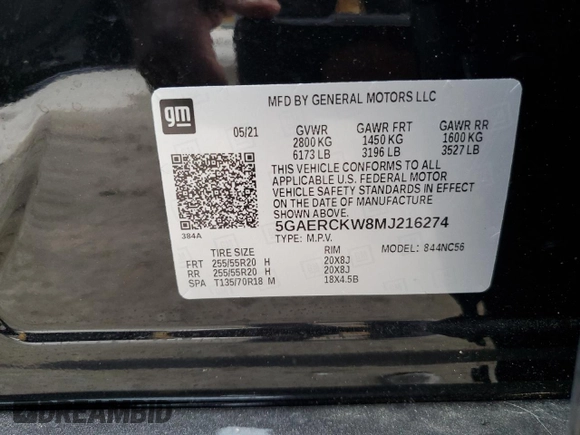 MFD BY GENERAL MOTORS LLC
gm
05/21 GVWR GAWR FRT GAWR RR
2800 KG 1450 KG 1600 KG
6173 LB 3196 LB 3527 LB
THIS VEHICLE CONFORMS TO ALL
APPLICABLE U.S. FEDERAL MOTOR
VEHICLE SAFETY STANDARDS IN EFFECT
ON THE DATE OF MANUFACTURE
SHOWN ABOVE.
384A
5GAERCKW8MJ216274
TYPE: M.P.V. MODEL: 844NC56
TIRE SIZE RIM
FRT 255/55R20 H 20X8J
RR 255/55R20 H 20X8J
SPA T135/70R18 M 18X4.5B
DREAMBID